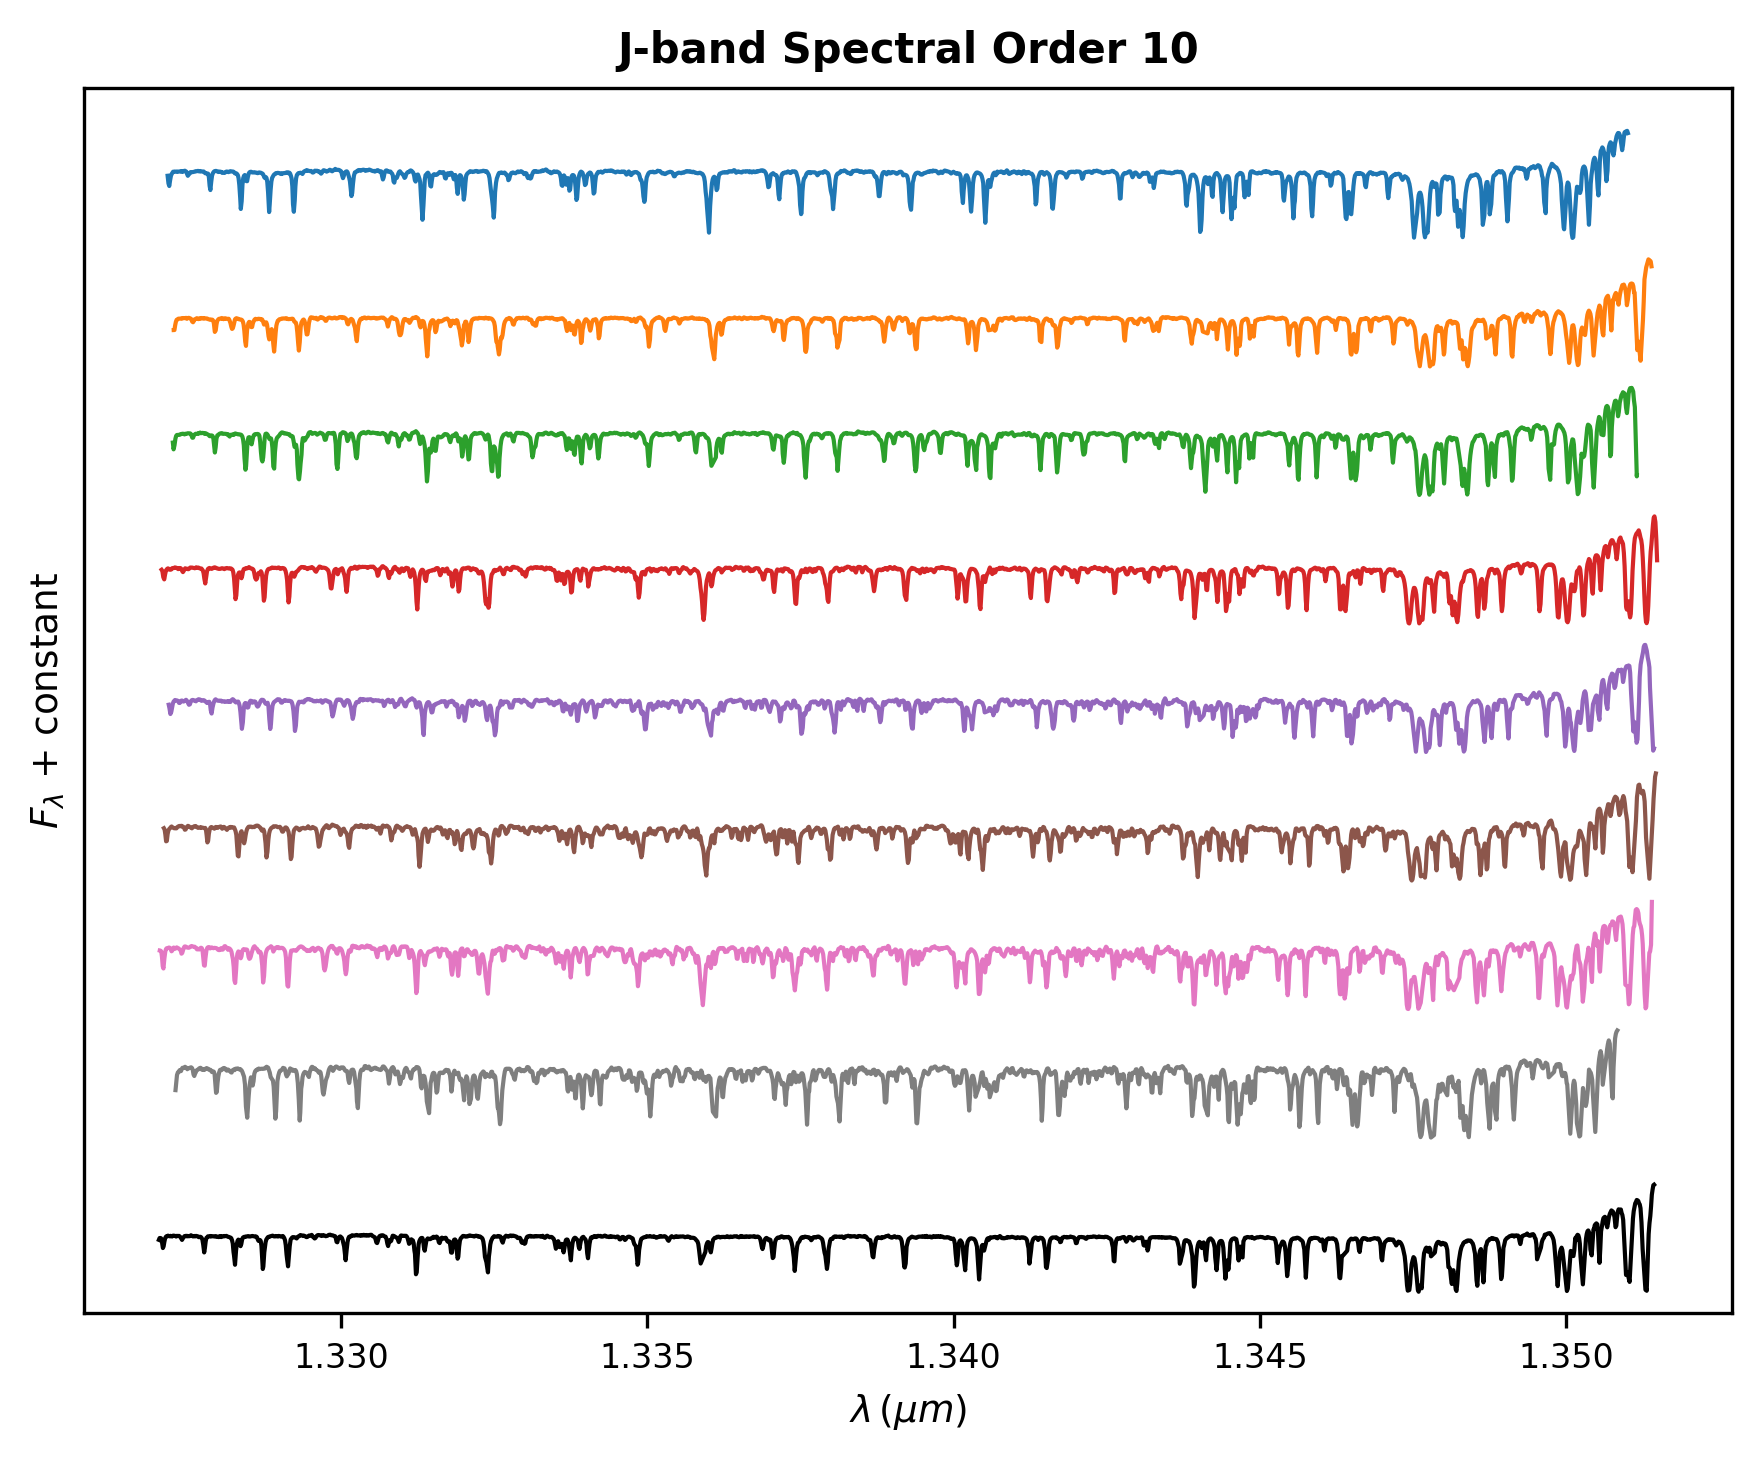 J-band Spectral Order 10
F_λ + constant
1.330 1.335 1.340 1.345 1.350
λ (μm)